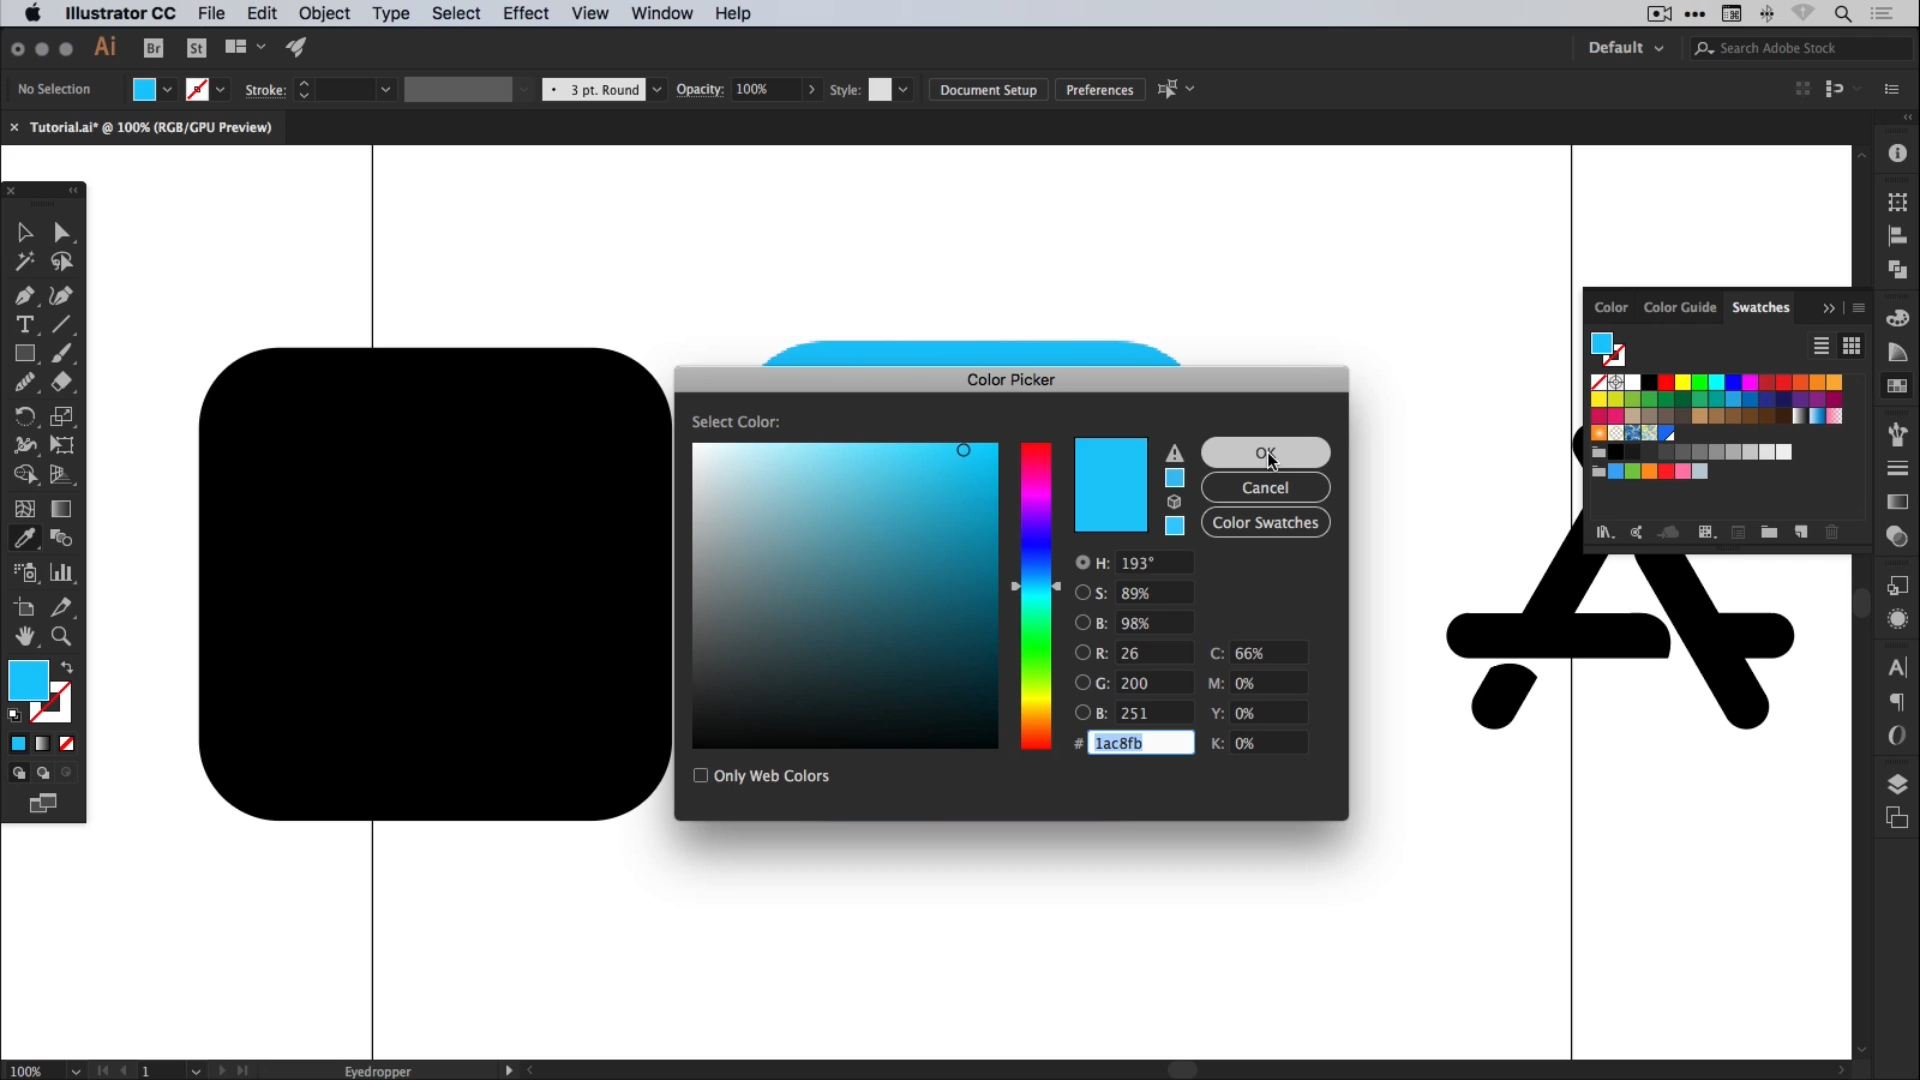 Illustrator CC File Edit Object Type Select Effect View Window Help
Ai Br St Default Search Adobe Stock
No Selection Stroke: 3 pt. Round Opacity: 100% Style: Document Setup Preferences
Tutorial.ai* @ 100% (RGB/GPU Preview)
Color Color Guide Swatches
Color Picker
Select Color:
OK
Cancel
Color Swatches
H: 193°
S: 89%
B: 98%
R: 26 C: 66%
G: 200 M: 0%
B: 251 Y: 0%
# 1ac8fb K: 0%
Only Web Colors
100% 1 Eyedropper